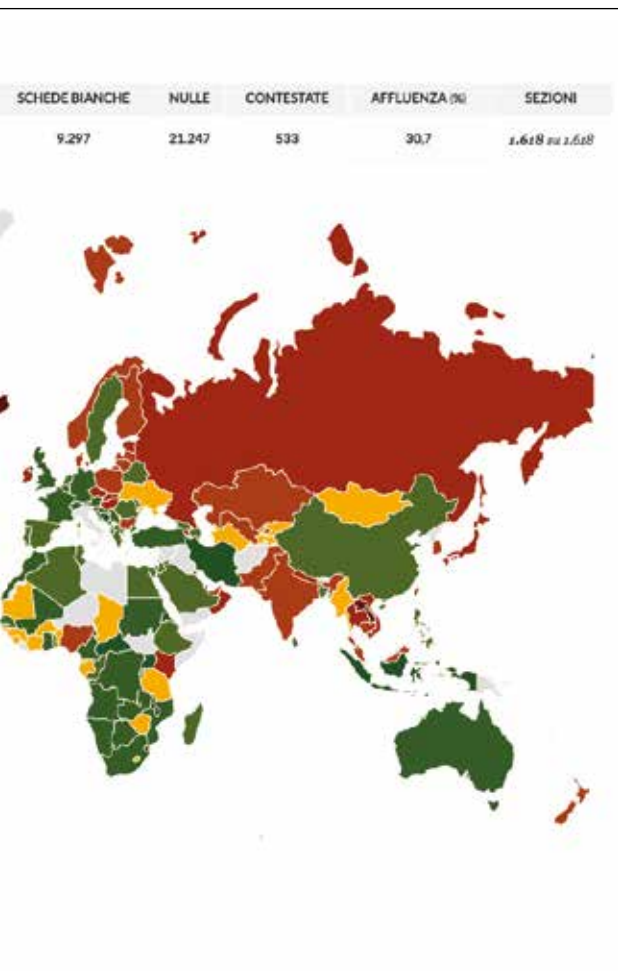 SCHEDE BIANCHE NULLE CONTESTATE AFFLUENZA (%) SEZIONI
9.297 21.247 533 30,7 1.618 su 1.618